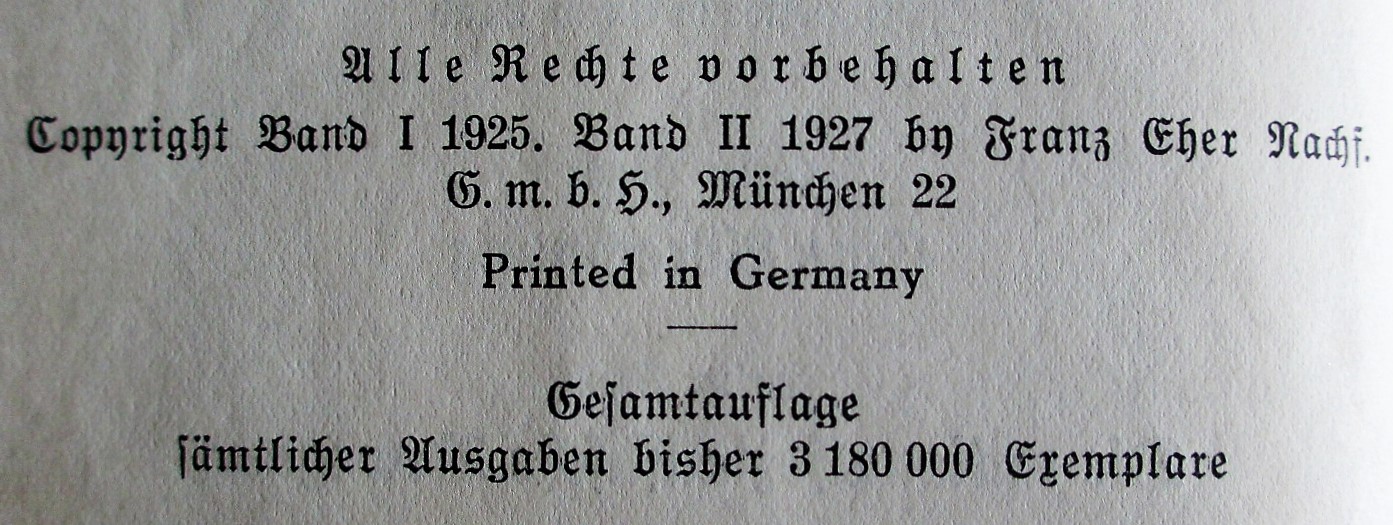 Alle Rechte vorbehalten
Copyright Band I 1925. Band II 1927 by Franz Eher Nachf.
G. m. b. H., München 22
Printed in Germany
Geſamtauflage
ſämtlicher Ausgaben bisher 3 180 000 Exemplare